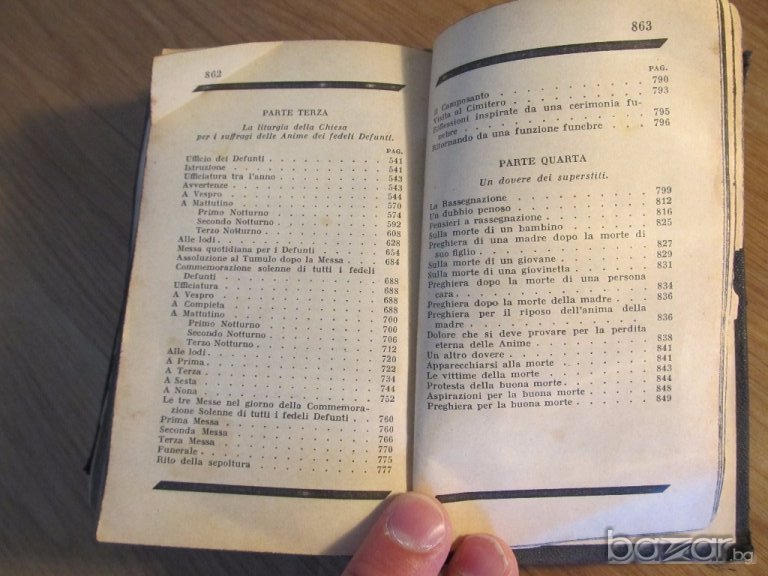 862
PARTE TERZA
La liturgia della Chiesa
per i suffragi delle Anime dei fedeli Defunti.
PAG.
Ufficio dei Defunti . . . . . 541
Istruzione . . . . . 541
Ufficiatura tra l'anno . . . . . 543
Avvertenze . . . . . 543
A Vespro . . . . . 544
A Mattutino . . . . . 570
Primo Notturno . . . . . 574
Secondo Notturno . . . . . 592
Terzo Notturno . . . . . 608
Alle lodi . . . . . 628
Messa quotidiana per i Defunti . . . . . 654
Assoluzione al Tumulo dopo la Messa . . . . . 684
Commemorazione solenne di tutti i fedeli
Defunti . . . . . 688
Ufficiatura . . . . . 688
A Vespro . . . . . 688
A Completa . . . . . 688
A Mattutino . . . . . 700
Primo Notturno . . . . . 700
Secondo Notturno . . . . . 706
Terzo Notturno . . . . . 712
Alle lodi . . . . . 720
A Prima . . . . . 722
A Terza . . . . . 734
A Sesta . . . . . 744
A Nona . . . . . 752
Le tre Messe nel giorno della Commemora-
zione Solenne di tutti i fedeli Defunti . 760
Prima Messa . . . . . 760
Seconda Messa . . . . . 766
Terza Messa . . . . . 770
Funerale . . . . . 775
Rito della sepoltura . . . . . 777
863
PAG.
Il Camposanto . . . . . 790
Visita al Cimitero . . . . . 793
Riflessioni inspirate da una cerimonia fu-
nebre . . . . . 795
Ritornando da una funzione funebre . . . . . 796
PARTE QUARTA
Un dovere dei superstiti.
La Rassegnazione . . . . . 799
Un dubbio penoso . . . . . 812
Pensieri a rassegnazione . . . . . 816
Sulla morte di un bambino . . . . . 825
Preghiera di una madre dopo la morte di
suo figlio . . . . . 827
Sulla morte di un giovane . . . . . 829
Sulla morte di una giovinetta . . . . . 831
Preghiera dopo la morte di una persona
cara . . . . . 834
Preghiera dopo la morte della madre . . . . . 836
Preghiera per il riposo dell'anima della
madre . . . . . 836
Dolore che si deve provare per la perdita
eterna delle Anime . . . . . 838
Un altro dovere . . . . . 841
Apparecchiarsi alla morte . . . . . 841
Le vittime della morte . . . . . 843
Protesta della buona morte . . . . . 844
Aspirazioni per la buona morte . . . . . 848
Preghiera per la buona morte . . . . . 849
bazar.bg